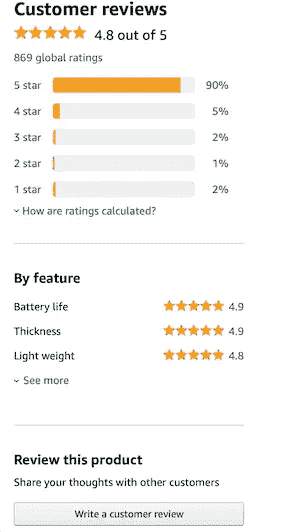 Customer reviews
4.8 out of 5
869 global ratings
5 star 90%
4 star 5%
3 star 2%
2 star 1%
1 star 2%
How are ratings calculated?
By feature
Battery life 4.9
Thickness 4.9
Light weight 4.8
See more
Review this product
Share your thoughts with other customers
Write a customer review